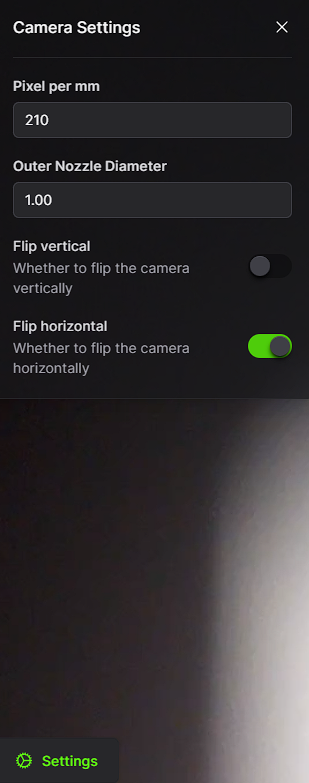 Camera Settings
Pixel per mm
210
Outer Nozzle Diameter
1.00
Flip vertical
Whether to flip the camera
vertically
Flip horizontal
Whether to flip the camera
horizontally
Settings